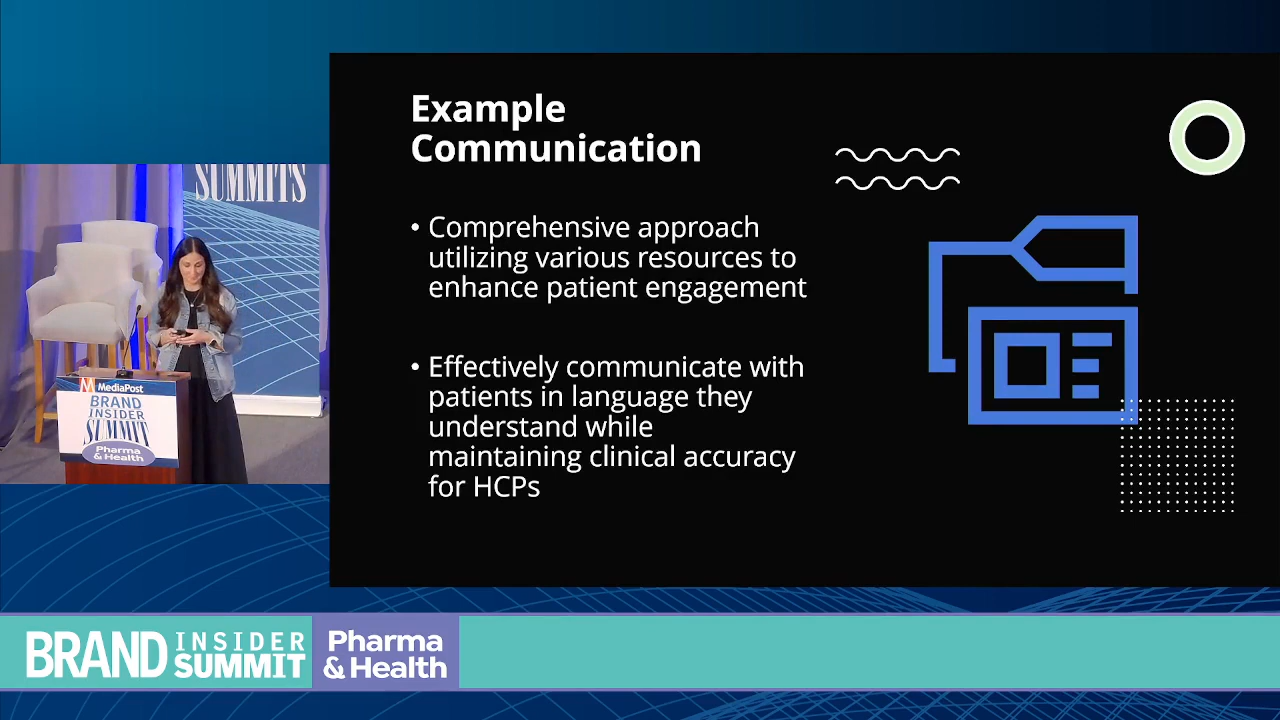 Example
Communication
• Comprehensive approach
utilizing various resources to
enhance patient engagement
• Effectively communicate with
patients in language they
understand while
maintaining clinical accuracy
for HCPs
SUMMITS
MediaPost
BRAND
INSIDER
SUMMIT
Pharma
& Health
BRAND INSIDER SUMMIT
Pharma
& Health